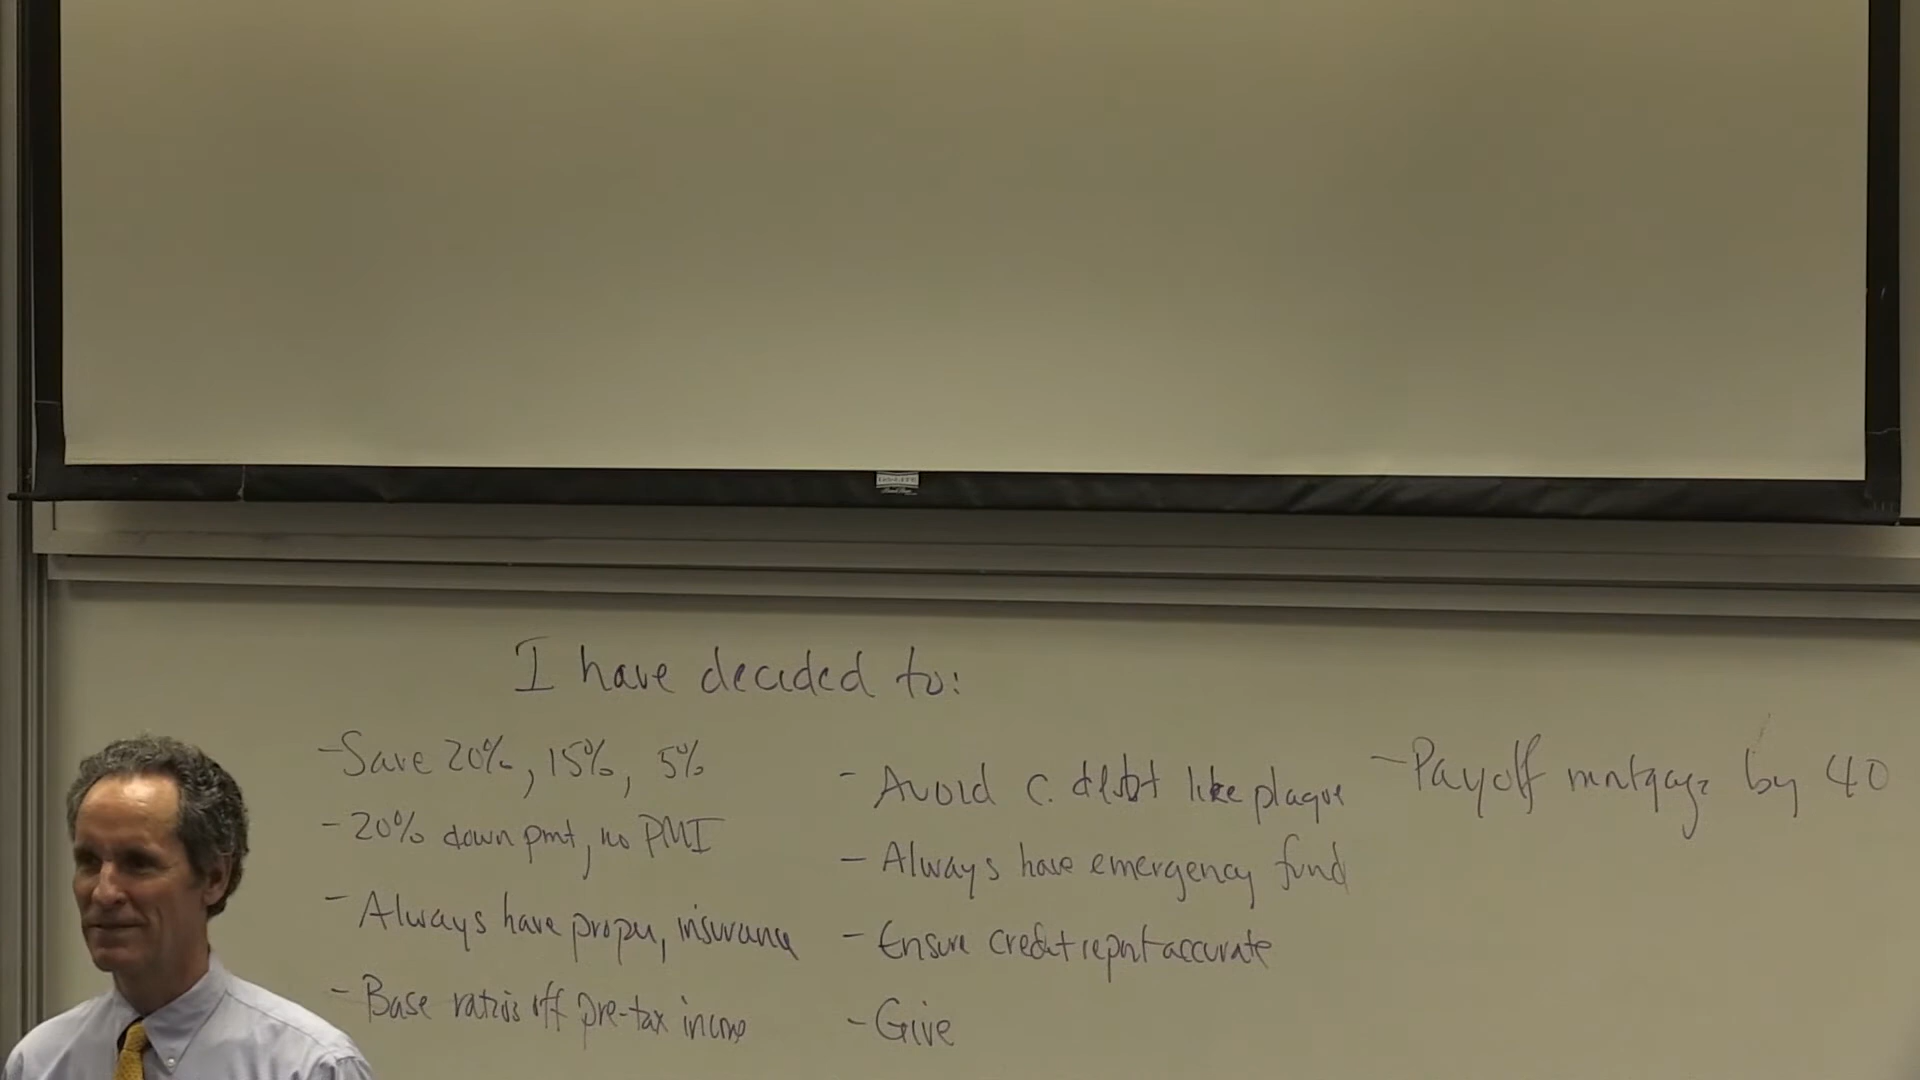 I have decided to:
-Save 20%, 15%, 5%
-20% down pmt, no PMI
-Always have proper, insurance
-Base ratios off pre-tax income
-Avoid c. debt like plague
-Always have emergency fund
-Ensure credit report accurate
-Give
-Payoff mortgage by 40
DA-LITE